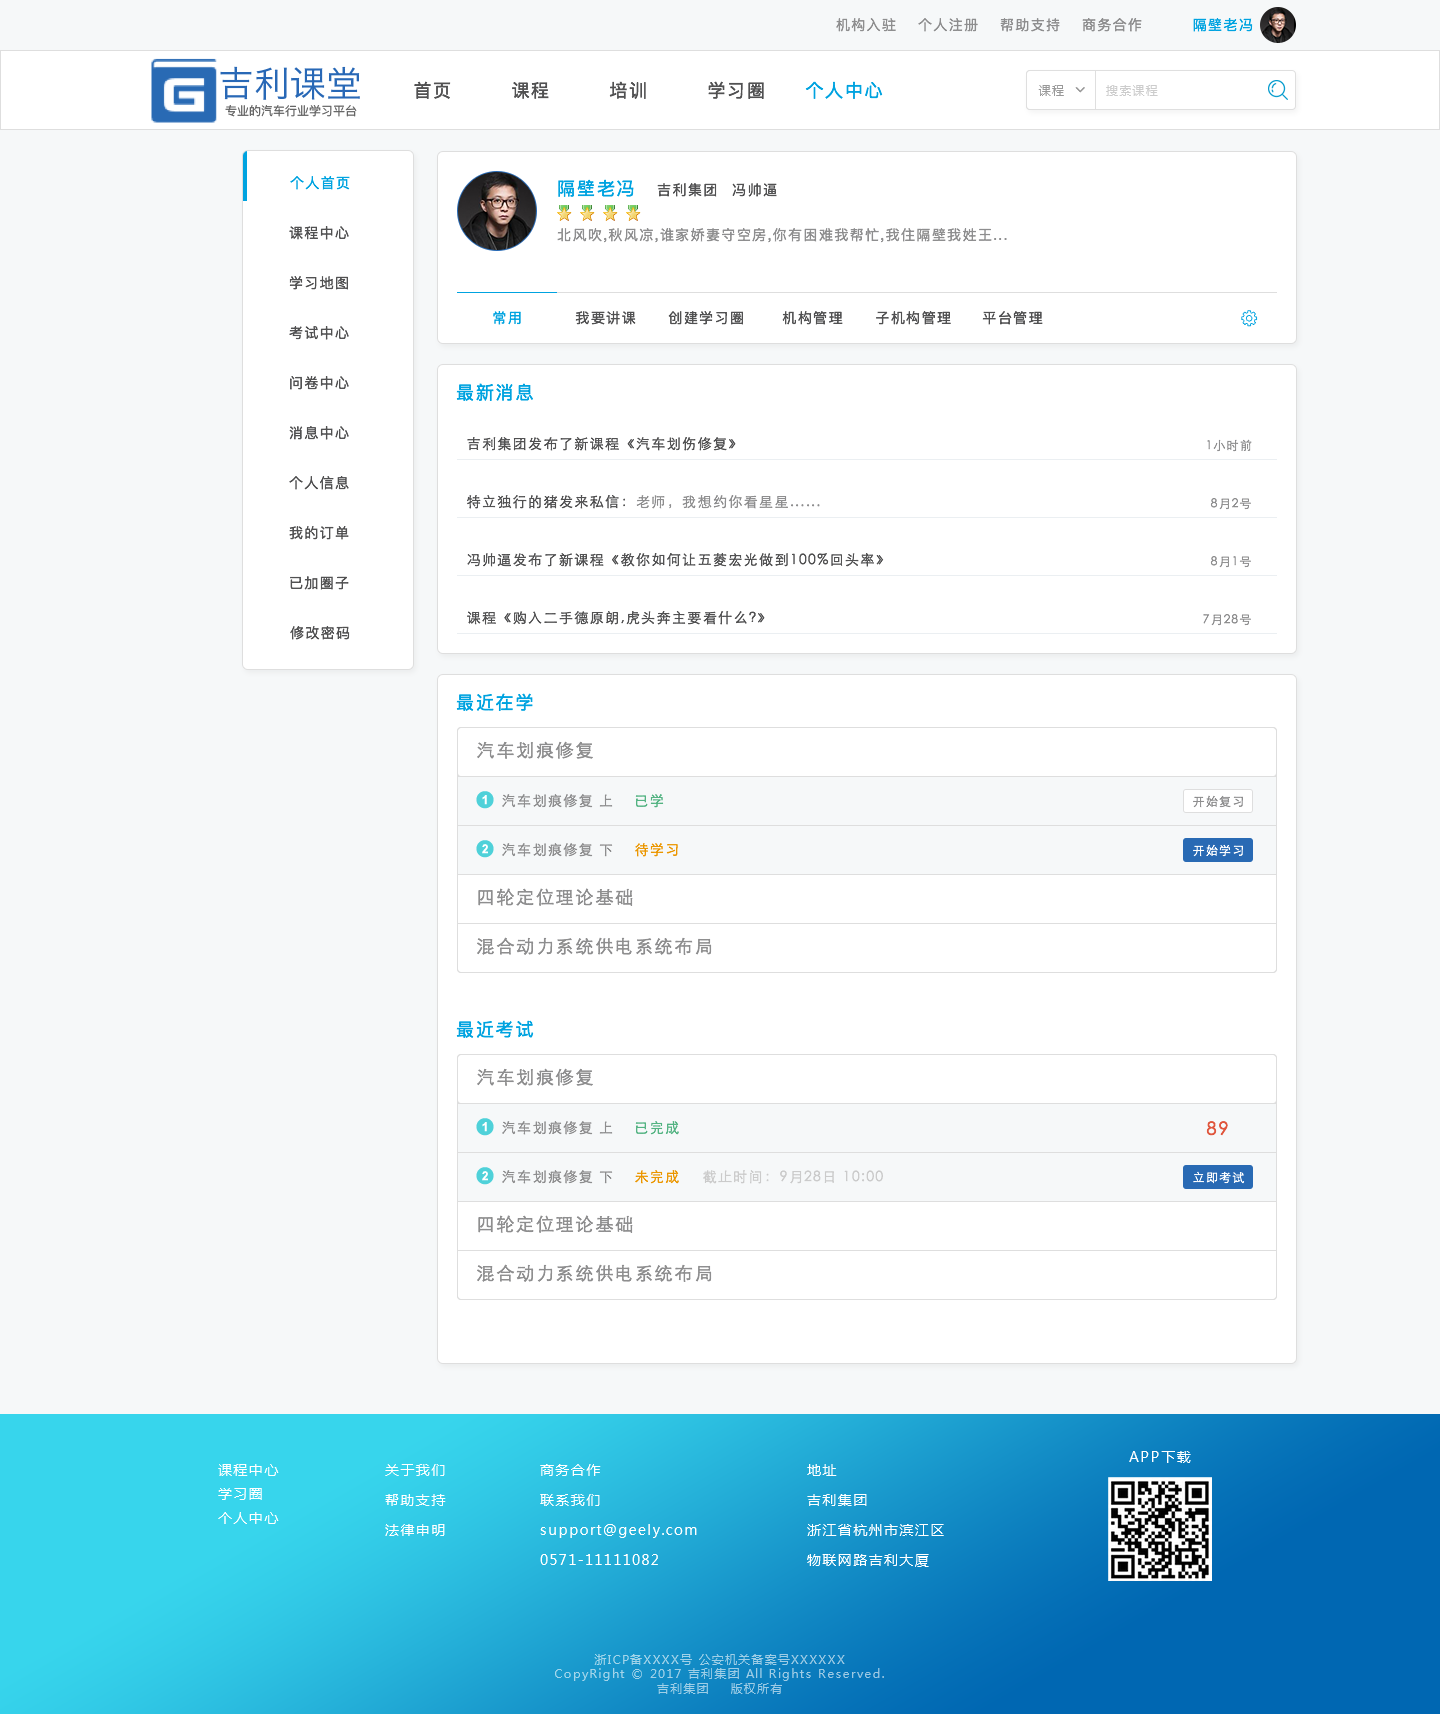 机构入驻 个人注册 帮助支持 商务合作 隔壁老冯
吉利课堂
专业的汽车行业学习平台
首页 课程 培训 学习圈 个人中心
课程 搜索课程
个人首页
课程中心
学习地图
考试中心
问卷中心
消息中心
个人信息
我的订单
已加圈子
修改密码
隔壁老冯 吉利集团 冯帅逼
北风吹,秋风凉,谁家娇妻守空房,你有困难我帮忙,我住隔壁我姓王...
常用 我要讲课 创建学习圈 机构管理 子机构管理 平台管理
最新消息
吉利集团发布了新课程《汽车划伤修复》 1小时前
特立独行的猪发来私信：老师，我想约你看星星...... 8月2号
冯帅逼发布了新课程《教你如何让五菱宏光做到100%回头率》 8月1号
课程《购入二手德原朗,虎头奔主要看什么?》 7月28号
最近在学
汽车划痕修复
1 汽车划痕修复 上 已学 开始复习
2 汽车划痕修复 下 待学习 开始学习
四轮定位理论基础
混合动力系统供电系统布局
最近考试
汽车划痕修复
1 汽车划痕修复 上 已完成 89
2 汽车划痕修复 下 未完成 截止时间：9月28日 10:00 立即考试
四轮定位理论基础
混合动力系统供电系统布局
课程中心
学习圈
个人中心
关于我们
帮助支持
法律申明
商务合作
联系我们
support@geely.com
0571-11111082
地址
吉利集团
浙江省杭州市滨江区
物联网路吉利大厦
APP下载
浙ICP备XXXX号 公安机关备案号XXXXXX
CopyRight © 2017 吉利集团 All Rights Reserved.
吉利集团 版权所有